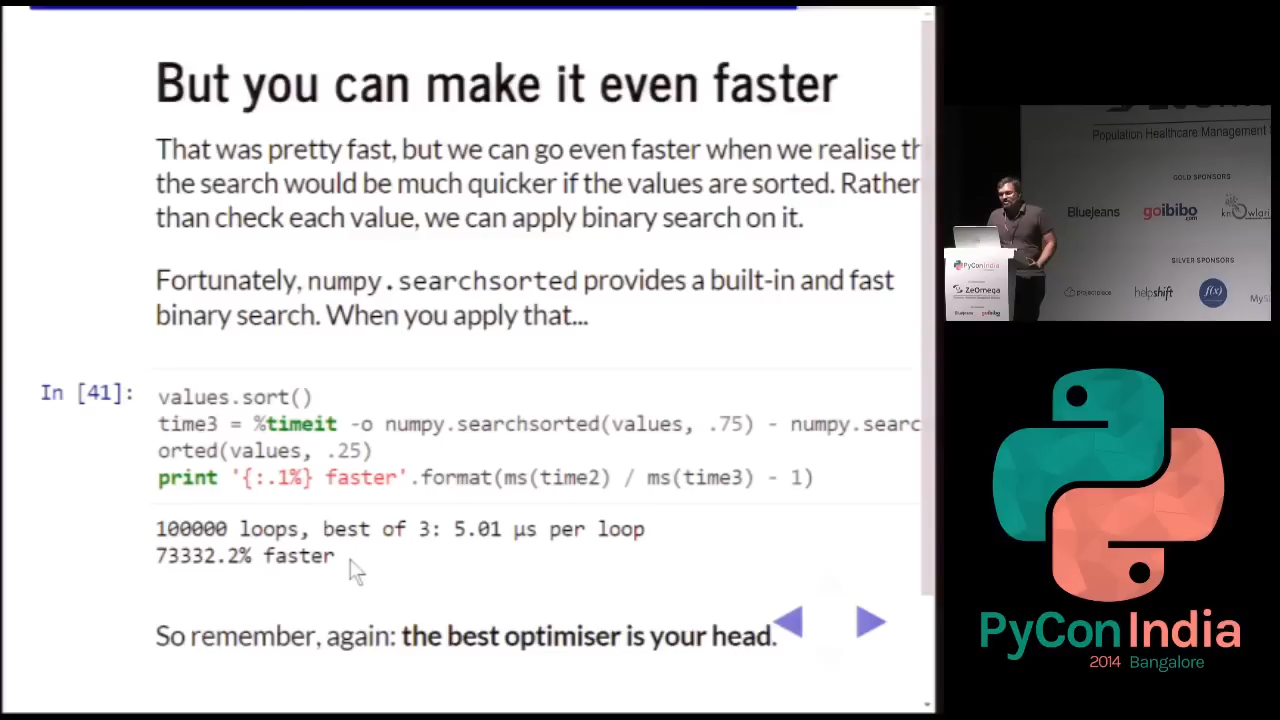 But you can make it even faster
That was pretty fast, but we can go even faster when we realise th
the search would be much quicker if the values are sorted. Rather
than check each value, we can apply binary search on it.
Fortunately, numpy.searchsorted provides a built-in and fast
binary search. When you apply that...
In [41]:
values.sort()
time3 = %timeit -o numpy.searchsorted(values, .75) - numpy.searc
orted(values, .25)
print '{:.1%} faster'.format(ms(time2) / ms(time3) - 1)
100000 loops, best of 3: 5.01 µs per loop
73332.2% faster
So remember, again: the best optimiser is your head.
Population Healthcare Management
GOLD SPONSORS
BlueJeans
goibibo
.com
knOwlari
SILVER SPONSORS
projectplace
helpshift
f(x)
MyS
PyConIndia
ZeOmega
goibibo
PyCon India
2014 Bangalore